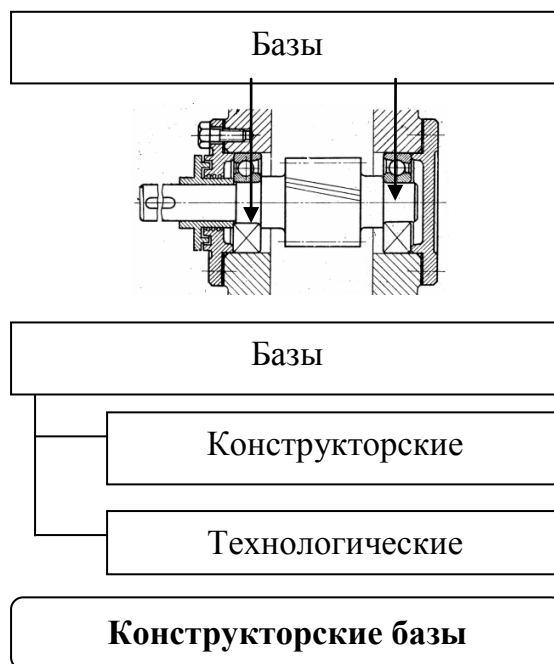 Базы
Базы
Конструкторские
Технологические
Конструкторские базы